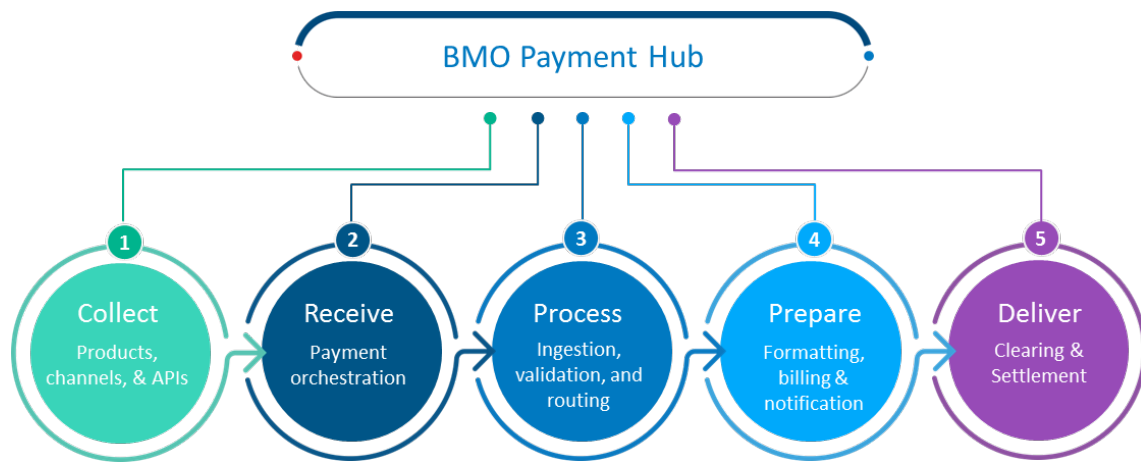 BMO Payment Hub
1
Collect
Products,
channels, & APIs
2
Receive
Payment
orchestration
3
Process
Ingestion,
validation, and
routing
4
Prepare
Formatting,
billing &
notification
5
Deliver
Clearing &
Settlement